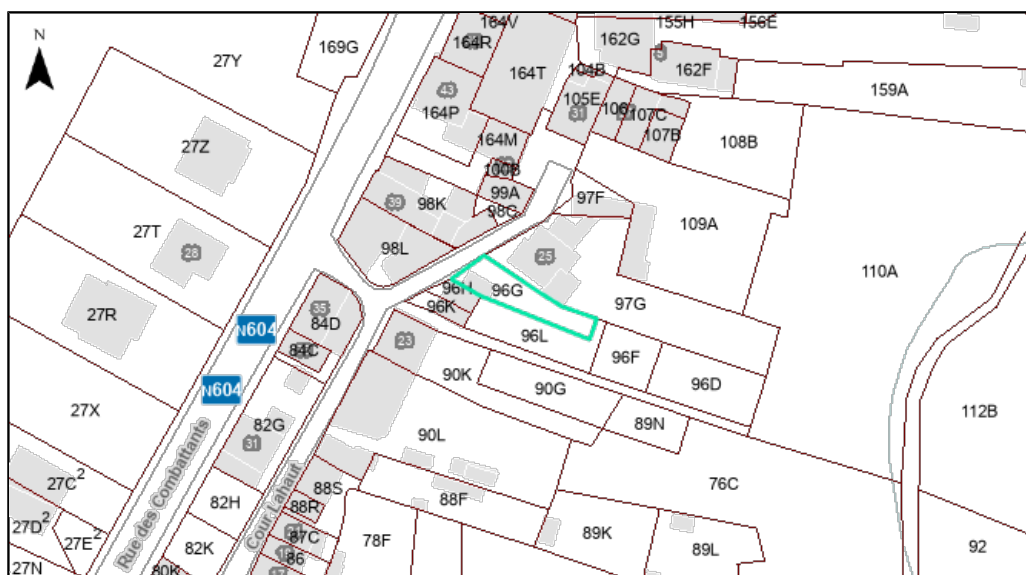 164V
155H
156E
162G
N
169G
27Y
164R
164T
162F
104B
43
159A
105E
164P
31
106
107C
107B
108B
164M
27Z
100B
99A
97F
39
98K
98C
109A
27T
28
98L
25
110A
96H
96G
97G
35
27R
96K
84D
N604
96L
23
84C
96F
90K
96D
90G
N604
27X
112B
82G
89N
90L
31
Rue des Combattants
27C²
76C
88S
82H
88F
Cour Lahaut
88R
27D²
27E²
87C
78F
89K
82K
89L
92
86
27N
80K
17